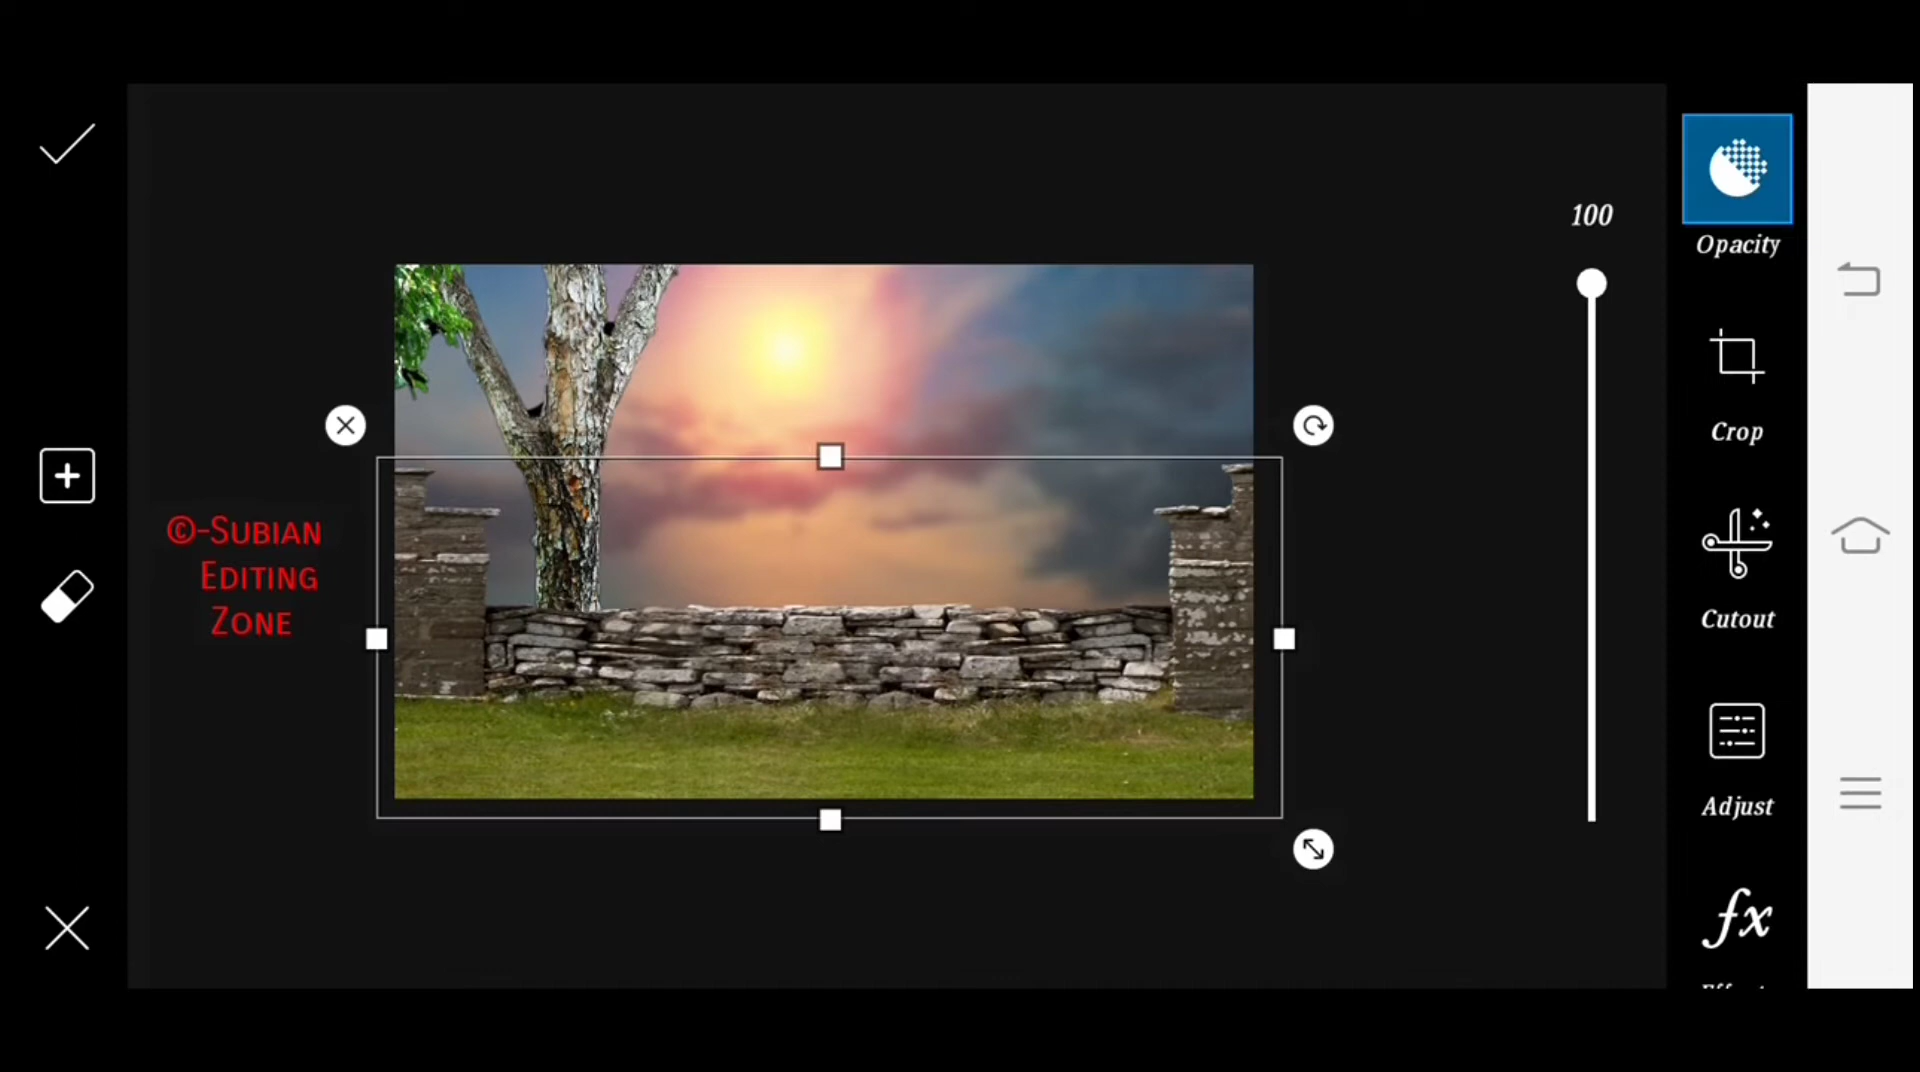 100
Opacity
Crop
©-SUBIAN
EDITING
ZONE
Cutout
Adjust
fx